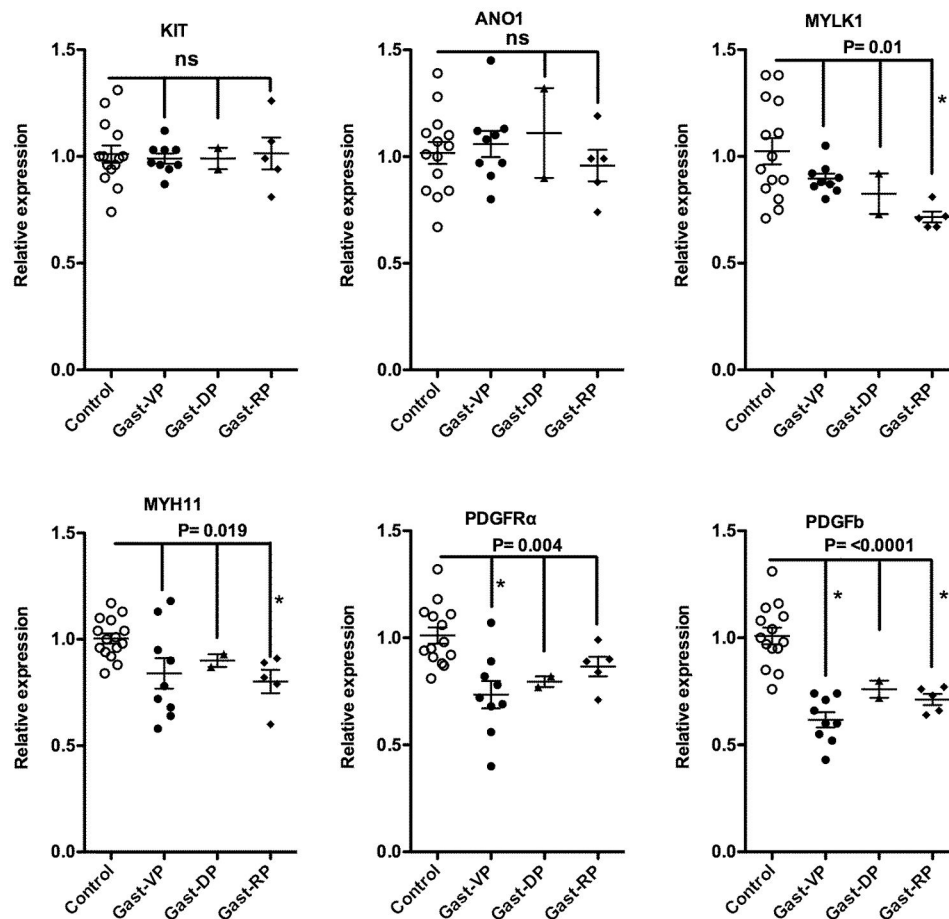 KIT
ns
Relative expression
1.5
1.0
0.5
0.0
Control
Gast-VP
Gast-DP
Gast-RP
ANO1
ns
Relative expression
1.5
1.0
0.5
0.0
Control
Gast-VP
Gast-DP
Gast-RP
MYLK1
P= 0.01
*
Relative expression
1.5
1.0
0.5
0.0
Control
Gast-VP
Gast-DP
Gast-RP
MYH11
P= 0.019
*
Relative expression
1.5
1.0
0.5
0.0
Control
Gast-VP
Gast-DP
Gast-RP
PDGFRα
P= 0.004
*
Relative expression
1.5
1.0
0.5
0.0
Control
Gast-VP
Gast-DP
Gast-RP
PDGFb
P= <0.0001
*
*
Relative expression
1.5
1.0
0.5
0.0
Control
Gast-VP
Gast-DP
Gast-RP